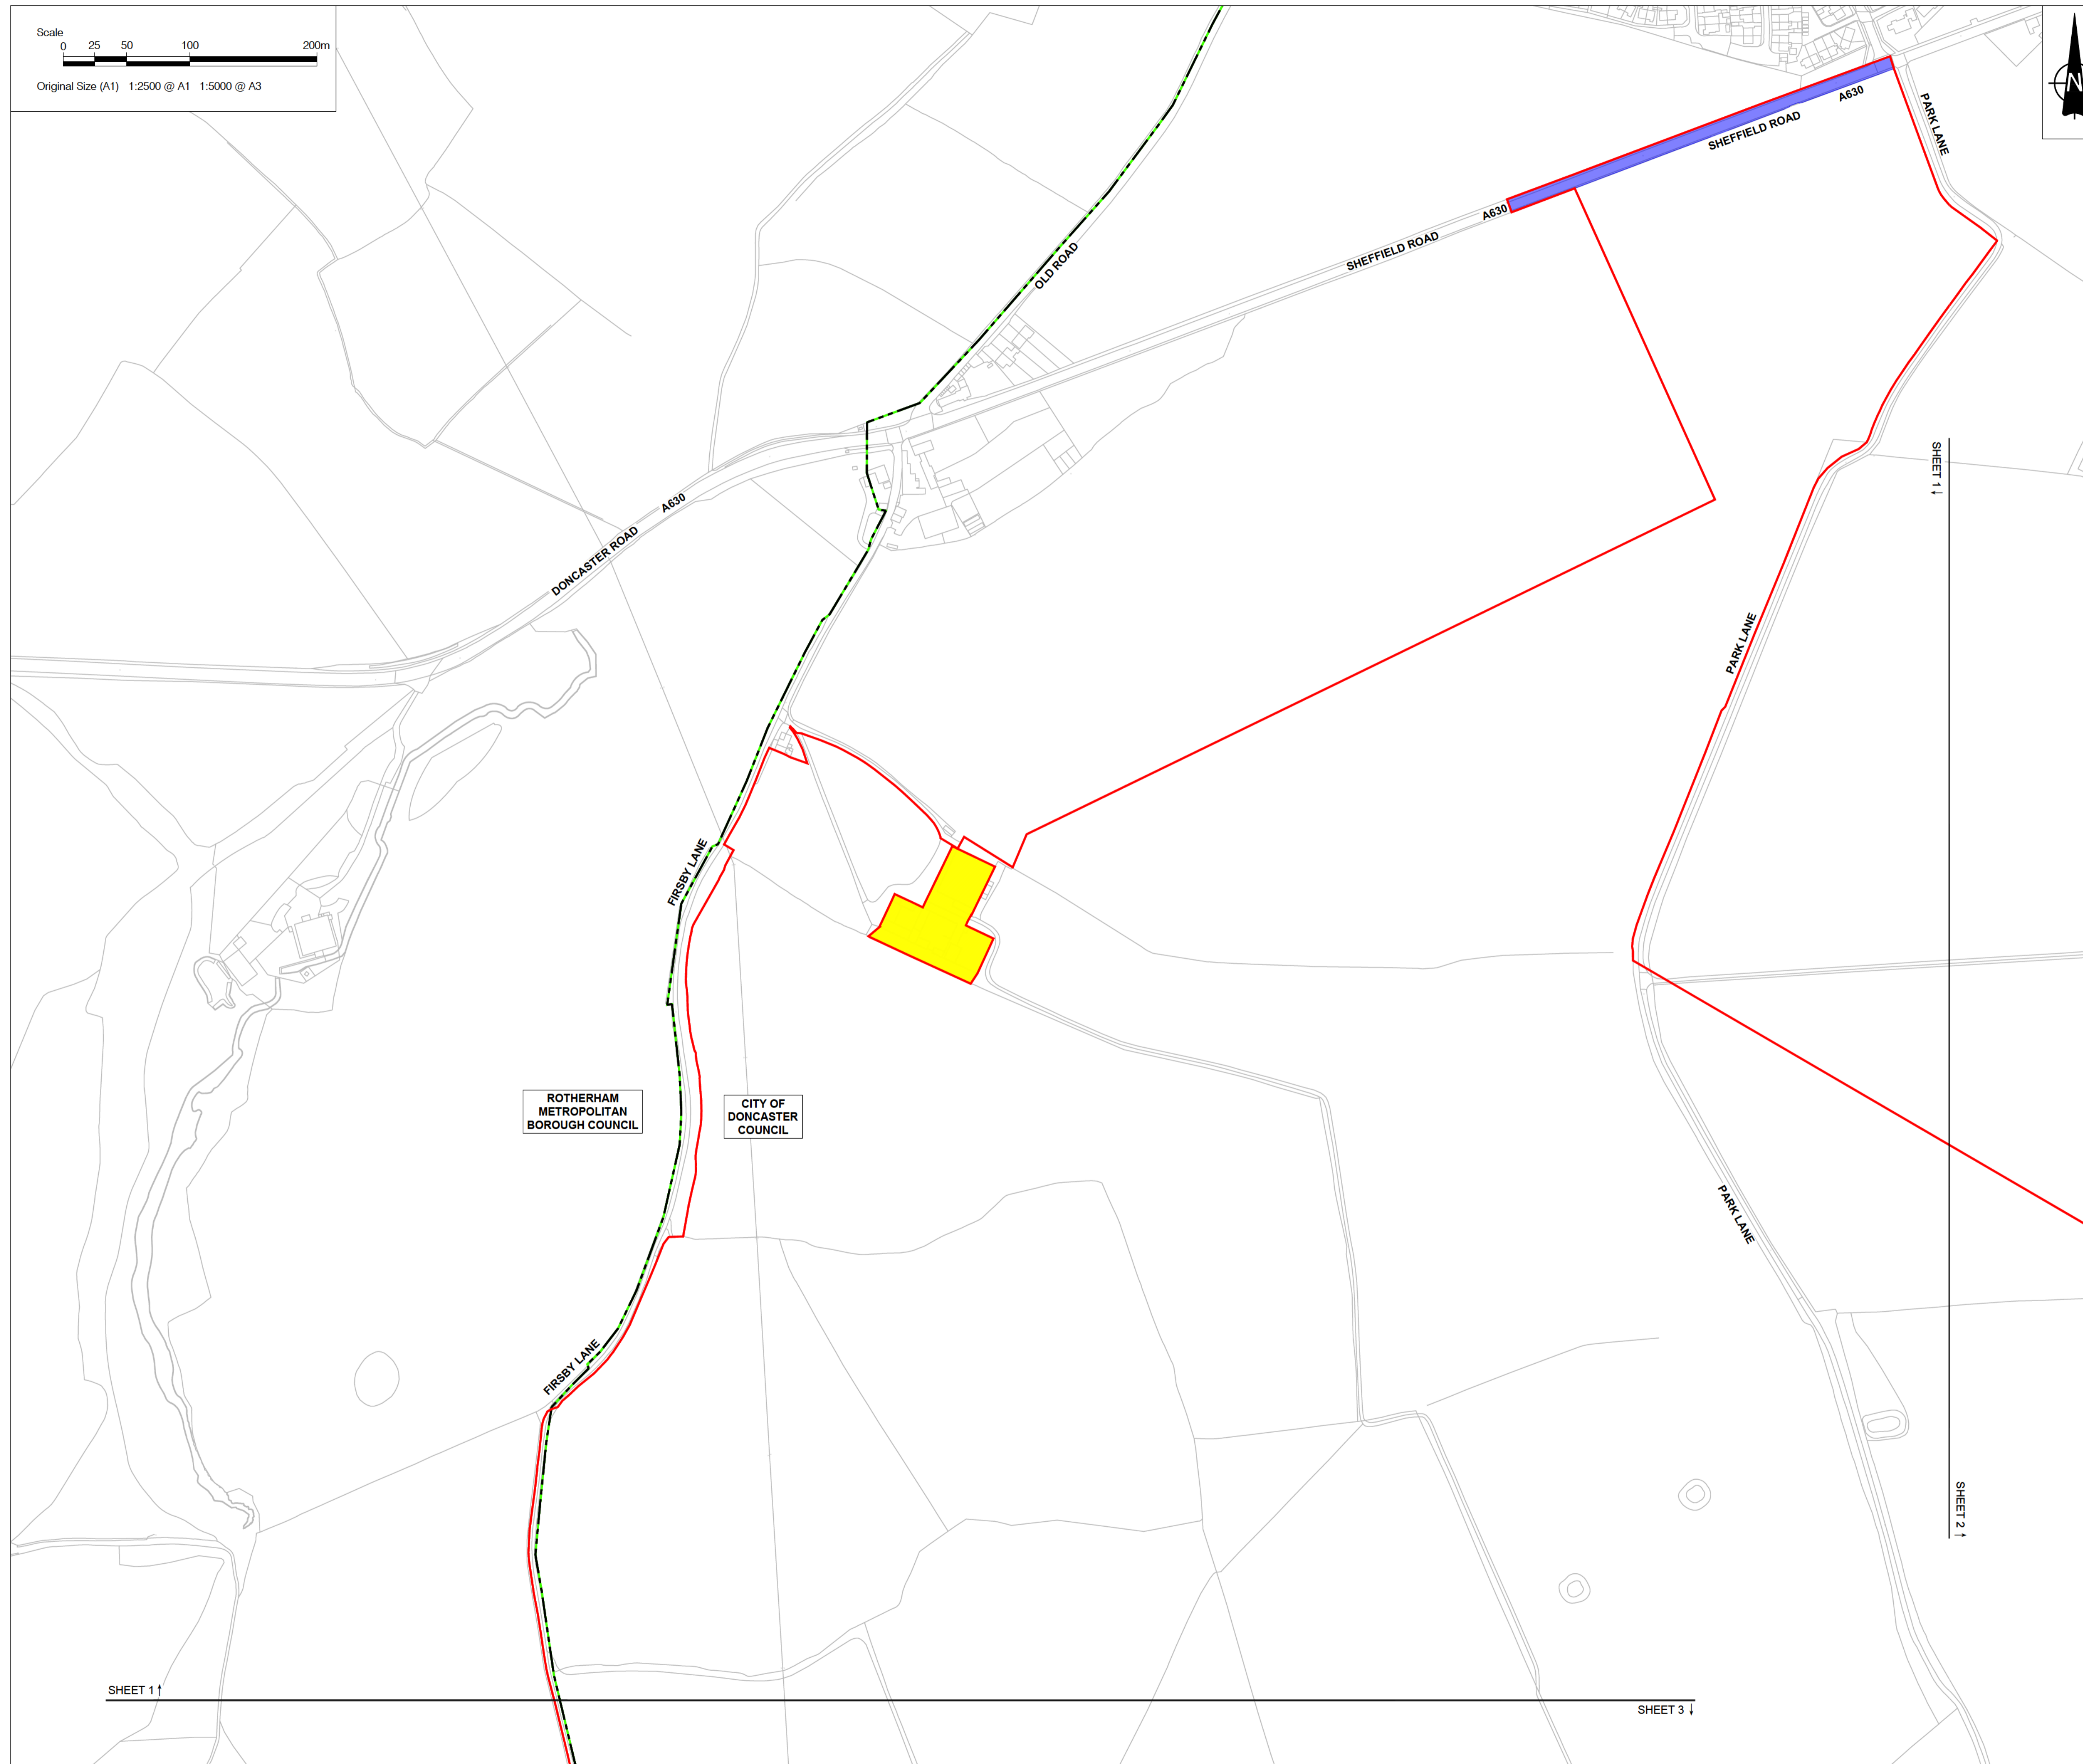 Scale
0 25 50 100 200m
Original Size (A1) 1:2500 @ A1 1:5000 @ A3
N
A630
PARK LANE
SHEFFIELD ROAD
A630
SHEFFIELD ROAD
OLD ROAD
SHEET 1↓
A630
DONCASTER ROAD
PARK LANE
FIRSBY LANE
ROTHERHAM
METROPOLITAN
BOROUGH COUNCIL
CITY OF
DONCASTER
COUNCIL
PARK LANE
FIRSBY LANE
SHEET 2↑
SHEET 1↑
SHEET 3↓